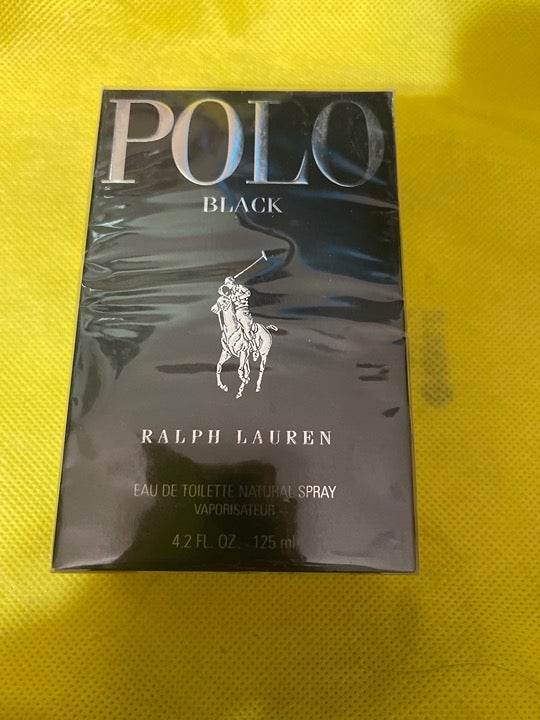 POLO
BLACK
RALPH LAUREN
EAU DE TOILETTE NATURAL SPRAY
VAPORISATEUR
4.2 FL. OZ. - 125 ml